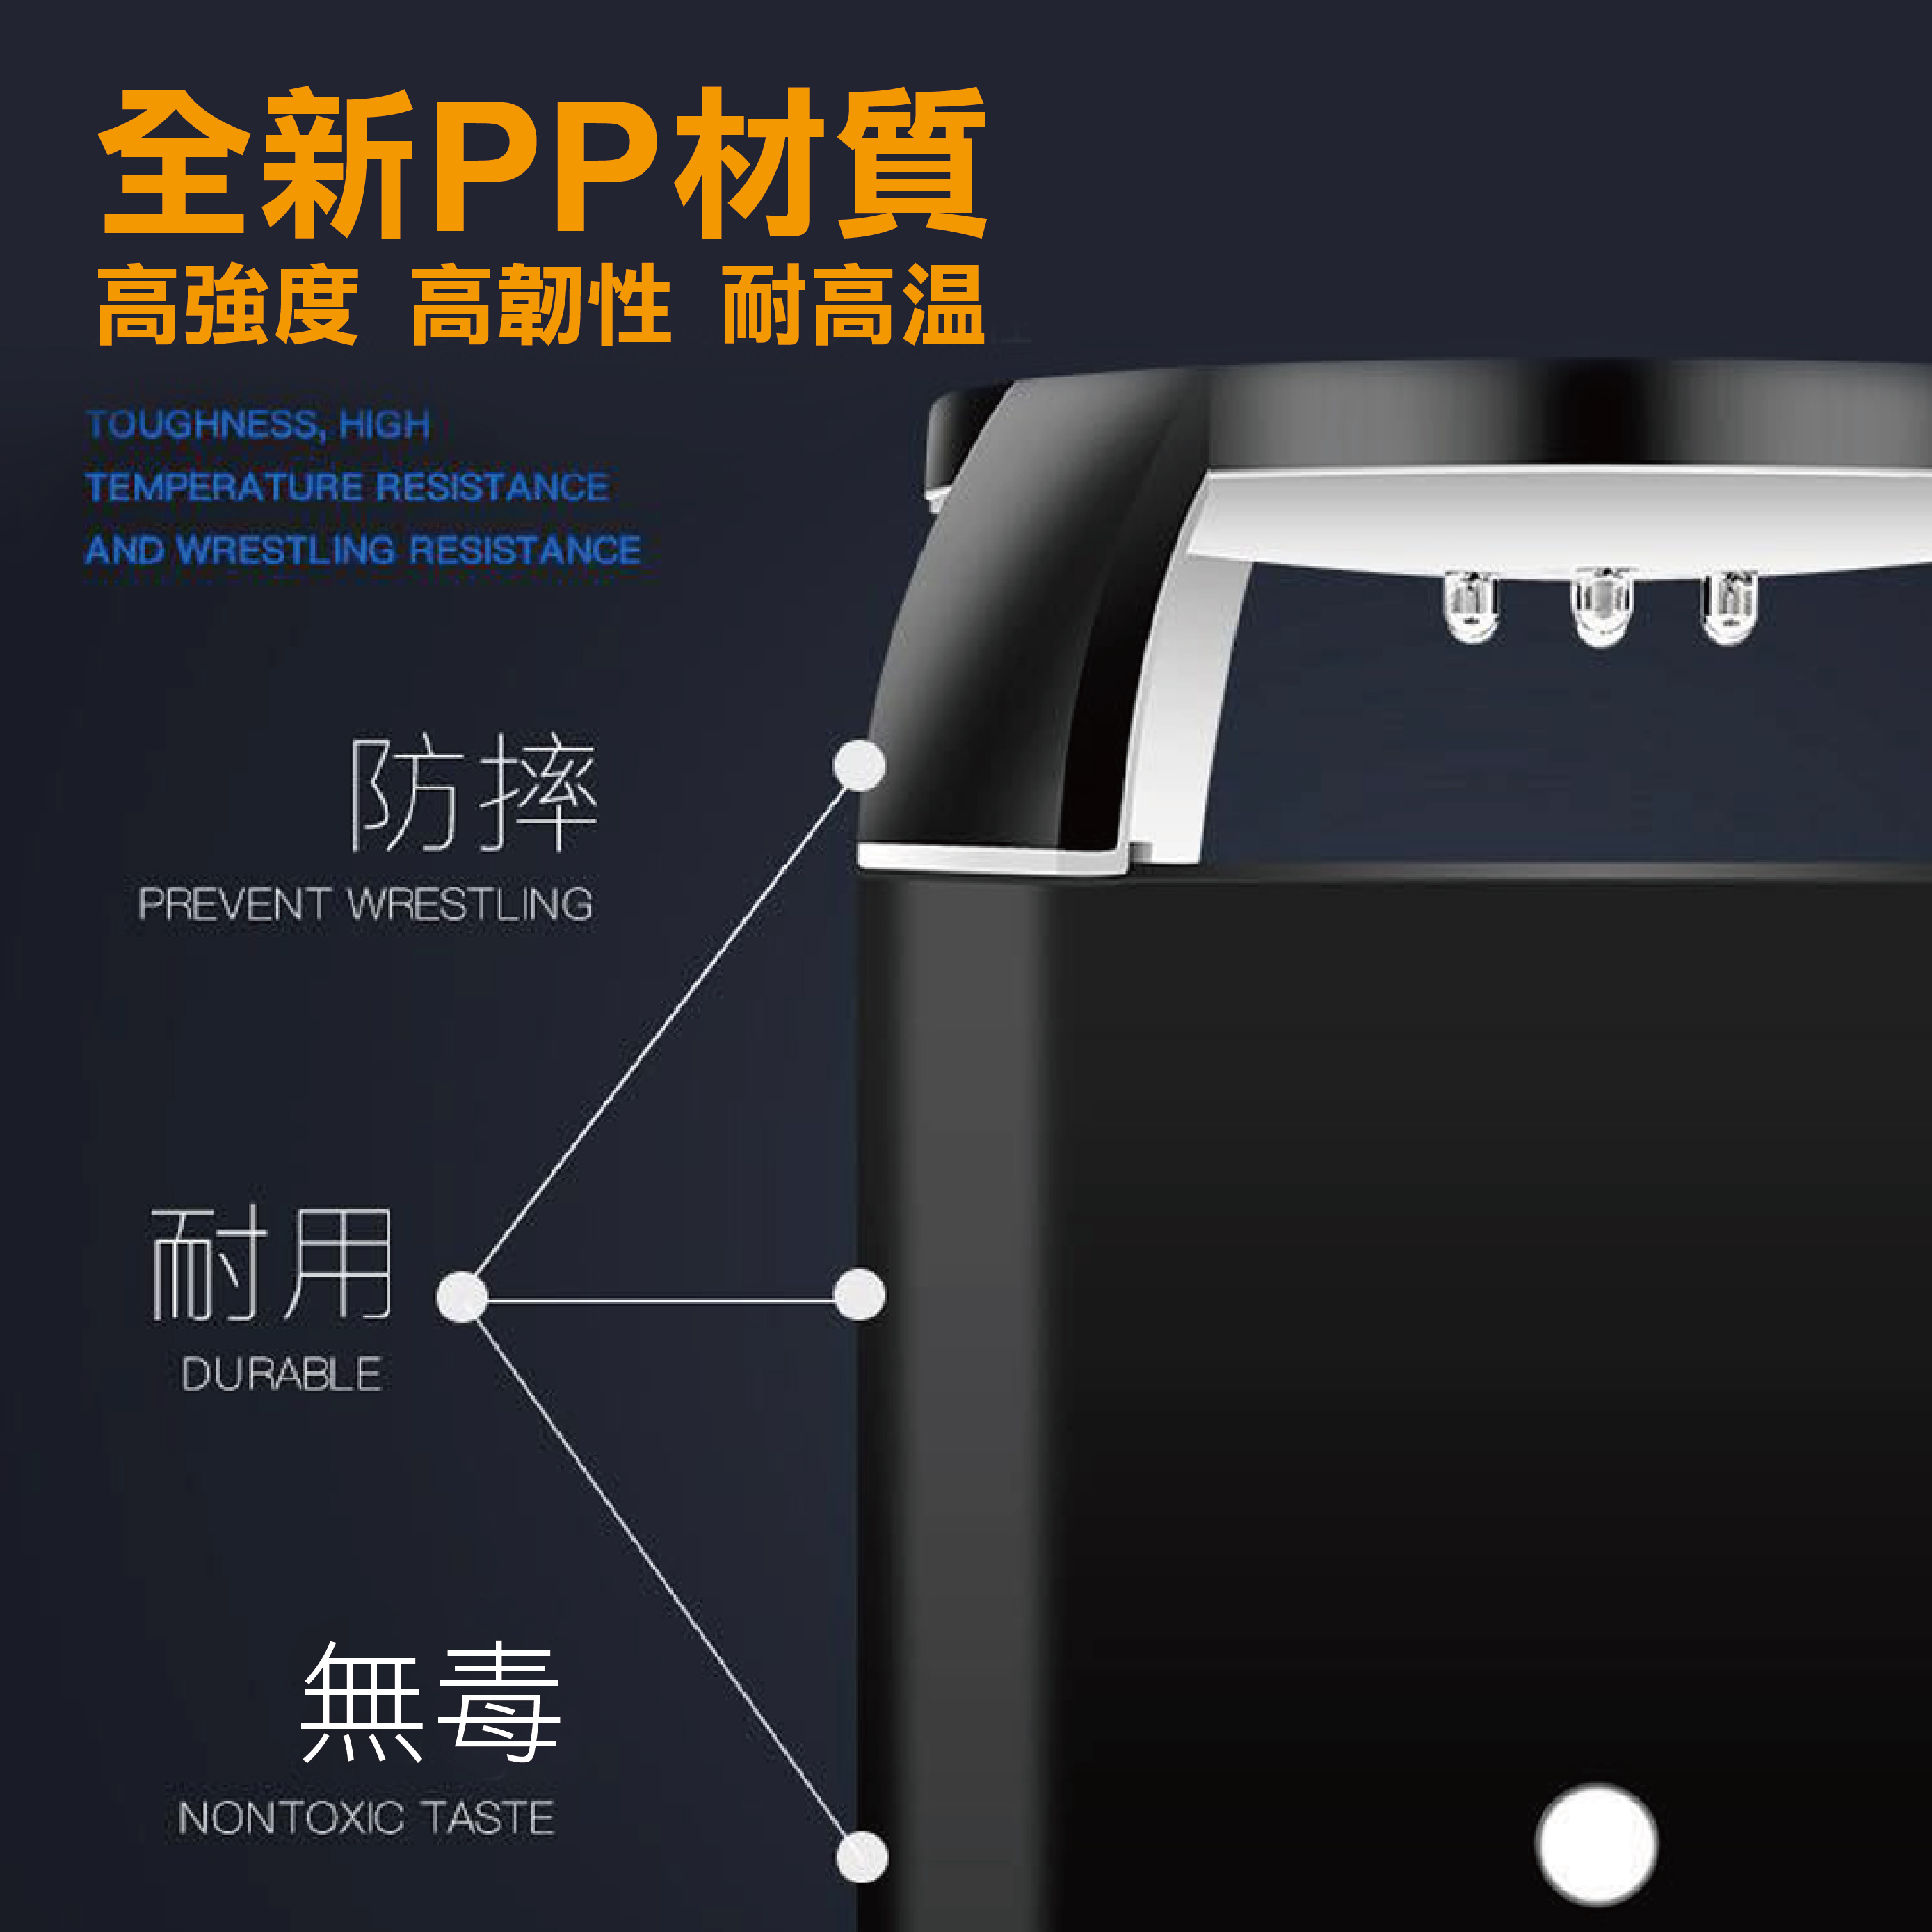 全新PP材質
高強度 高韌性 耐高温
TOUGHNESS, HIGH
TEMPERATURE RESISTANCE
AND WRESTLING RESISTANCE
防摔
PREVENT WRESTLING
耐用
DURABLE
無毒
NONTOXIC TASTE